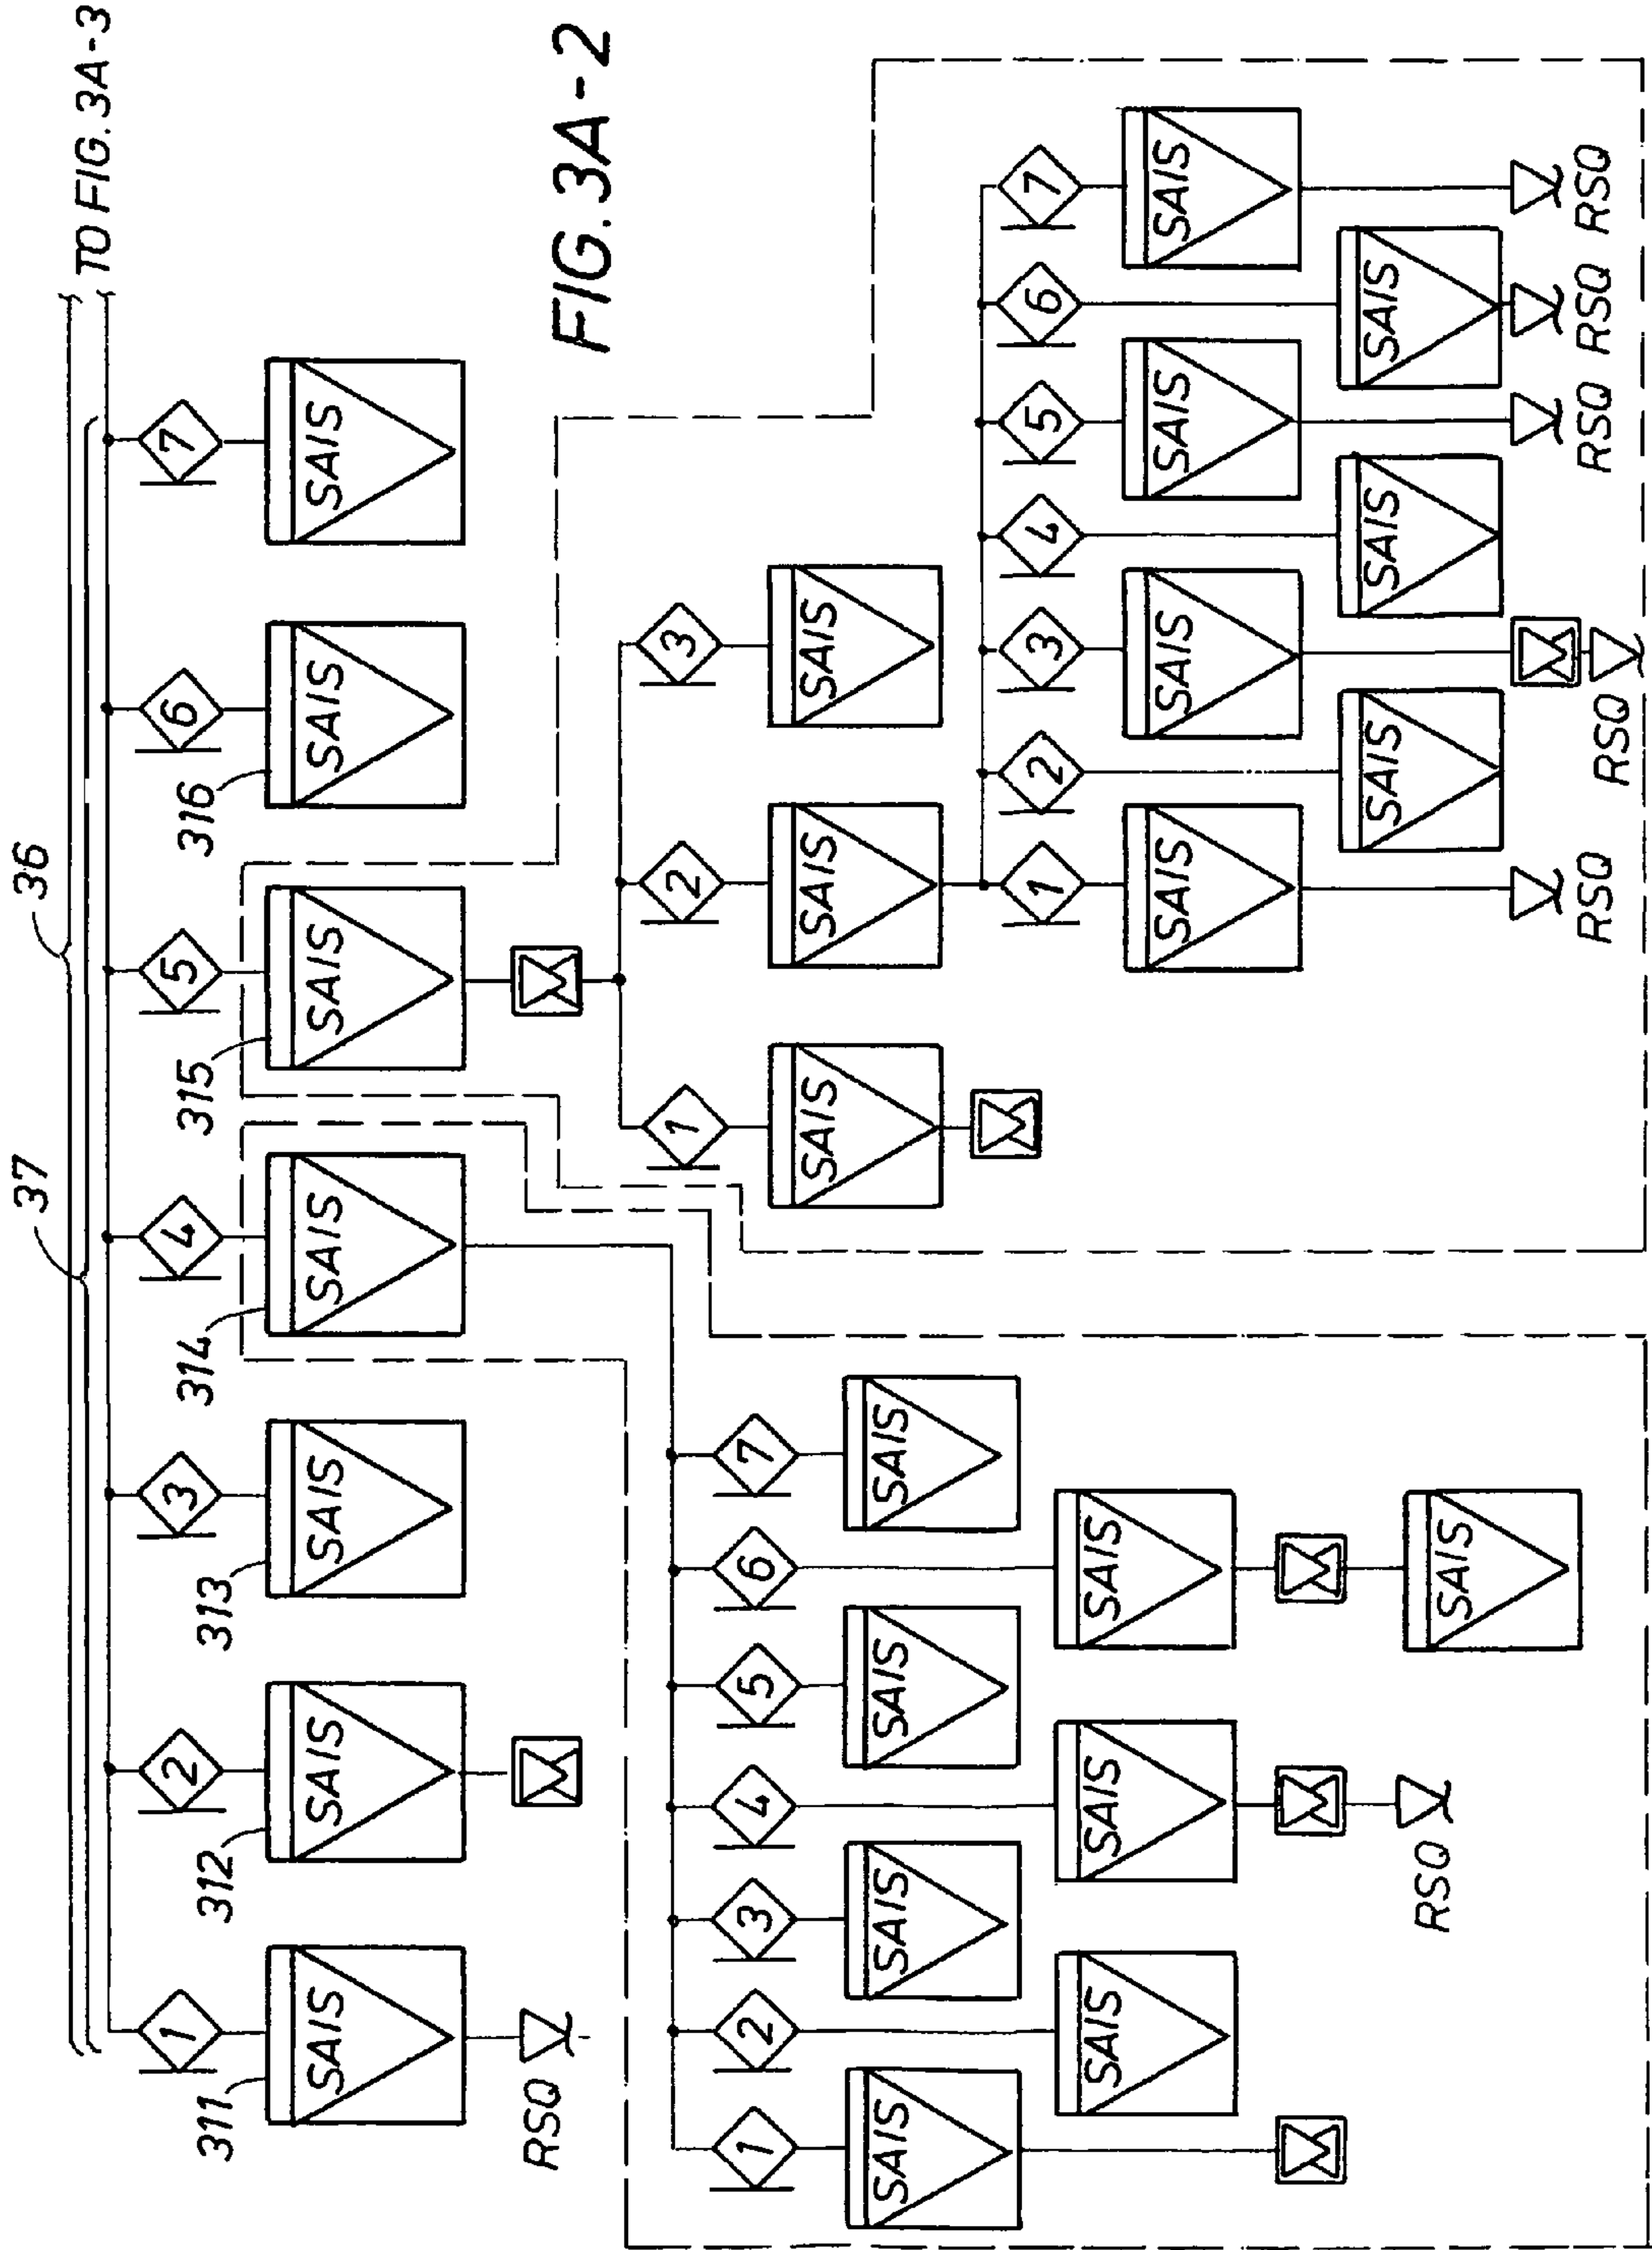 37 36
TO FIG. 3A-3
1 2 3 4 5 6 7
311 312 313 314 315 316
SAIS SAIS SAIS SAIS SAIS SAIS SAIS
RSQ
FIG. 3A-2
1 2 3
1 2 3 4 5 6 7
SAIS SAIS SAIS
SAIS SAIS SAIS SAIS
1 2 3 4 5 6 7
SAIS SAIS SAIS
SAIS SAIS SAIS SAIS
SAIS SAIS SAIS
RSQ SAIS
RSQ RSQ RSQ RSQ RSQ